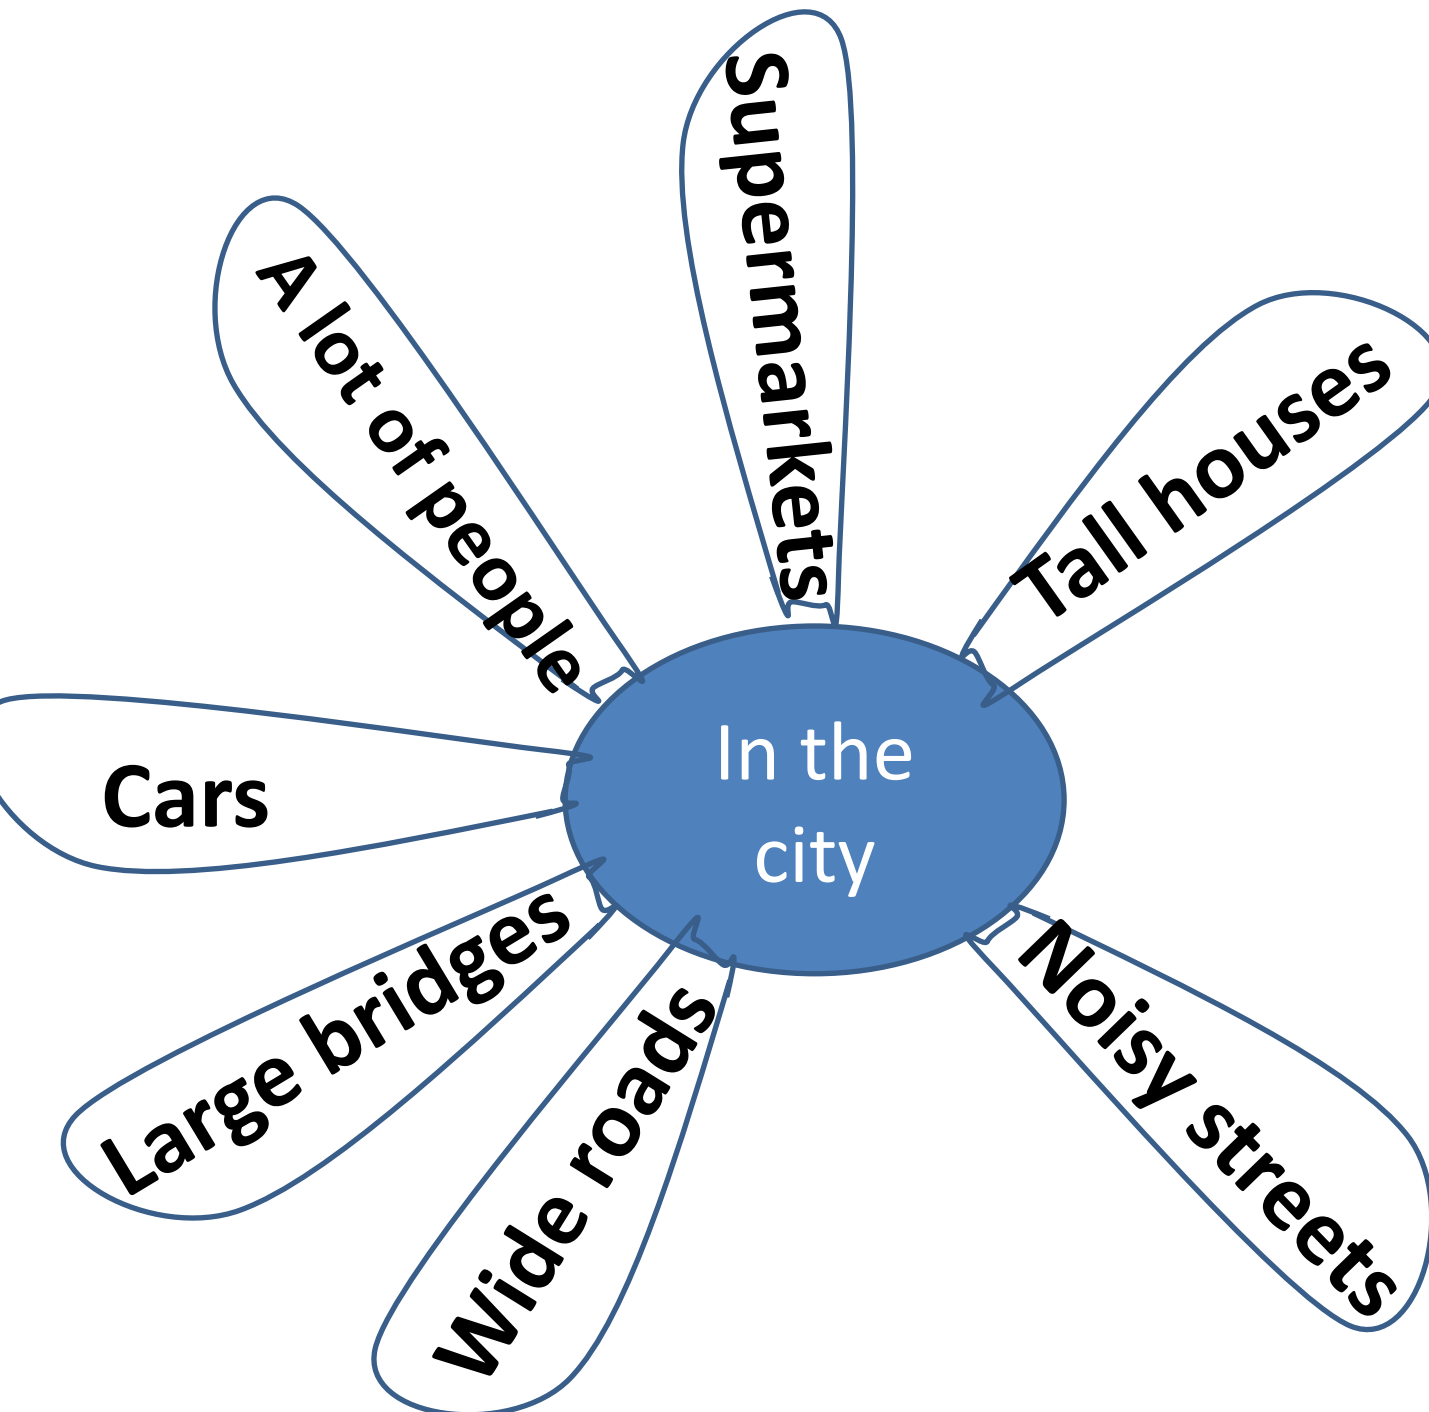 Supermarkets
A lot of people
Tall houses
Cars
In the
city
Large bridges
Wide roads
Noisy streets